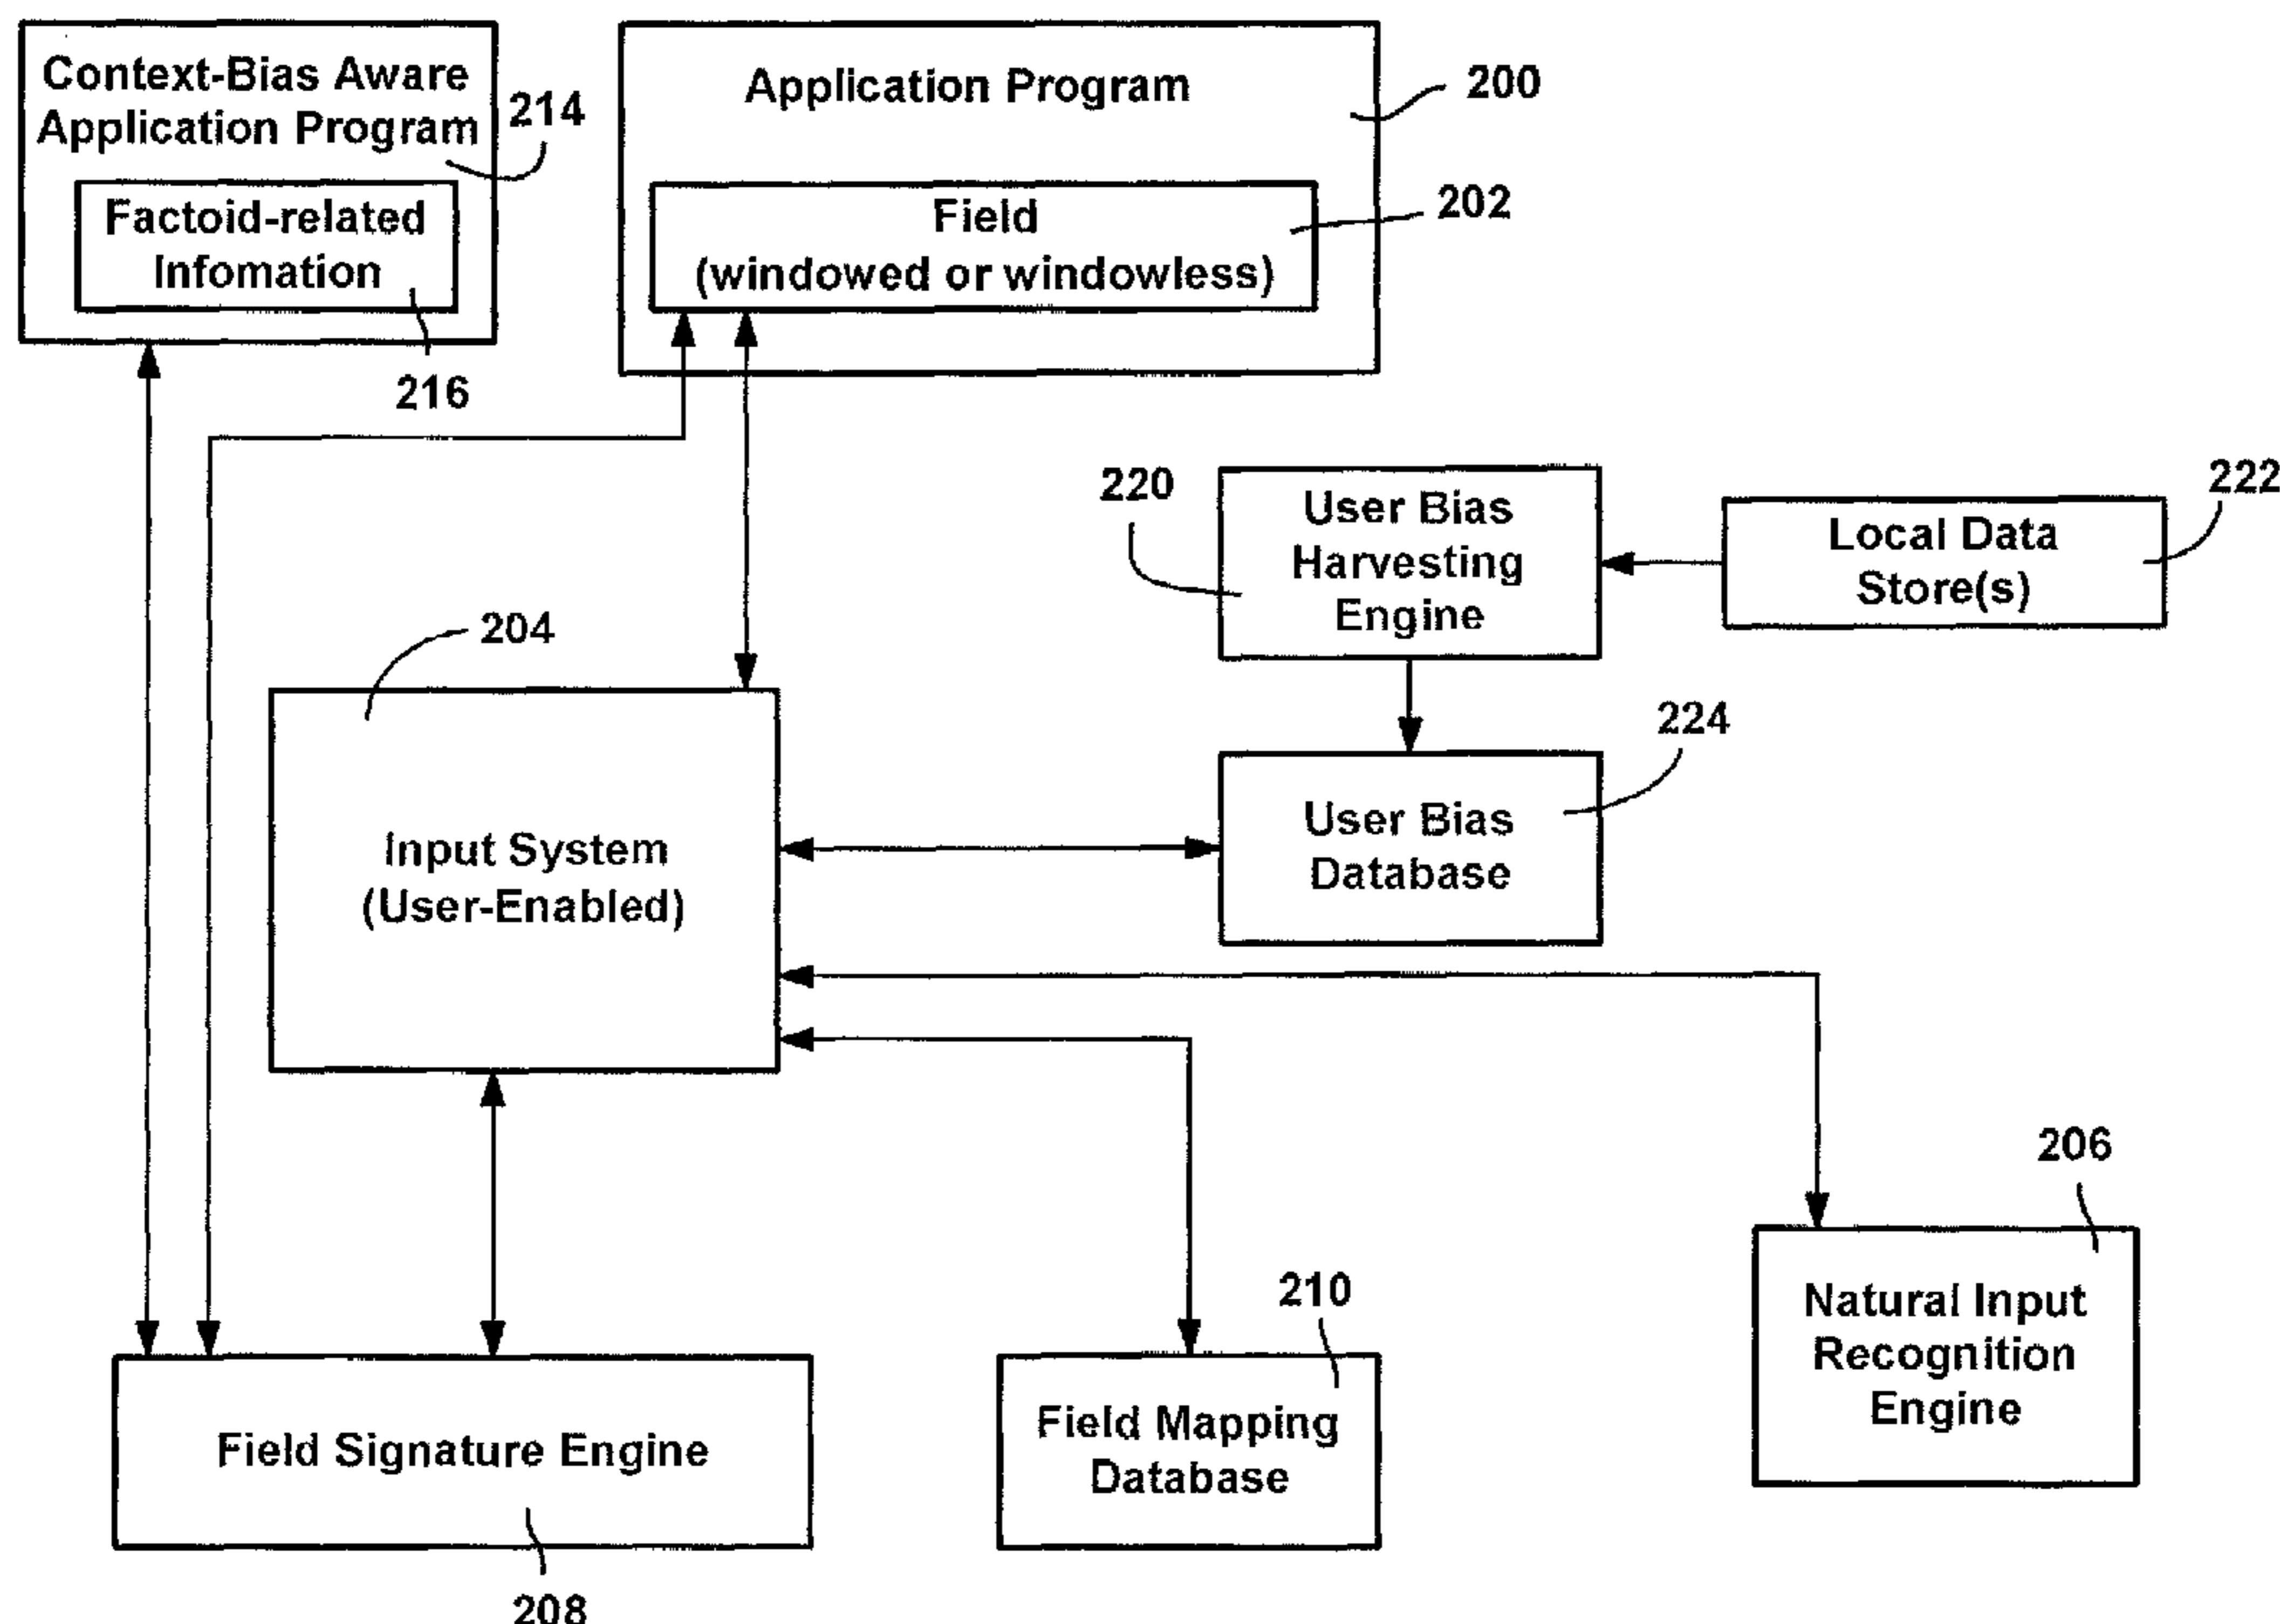 Context-Bias Aware
Application Program
214
Factoid-related
Infomation
216
Application Program
200
Field
(windowed or windowless)
202
220
User Bias
Harvesting
Engine
222
Local Data
Store(s)
204
224
Input System
(User-Enabled)
User Bias
Database
206
210
Natural Input
Recognition
Engine
Field Signature Engine
Field Mapping
Database
208